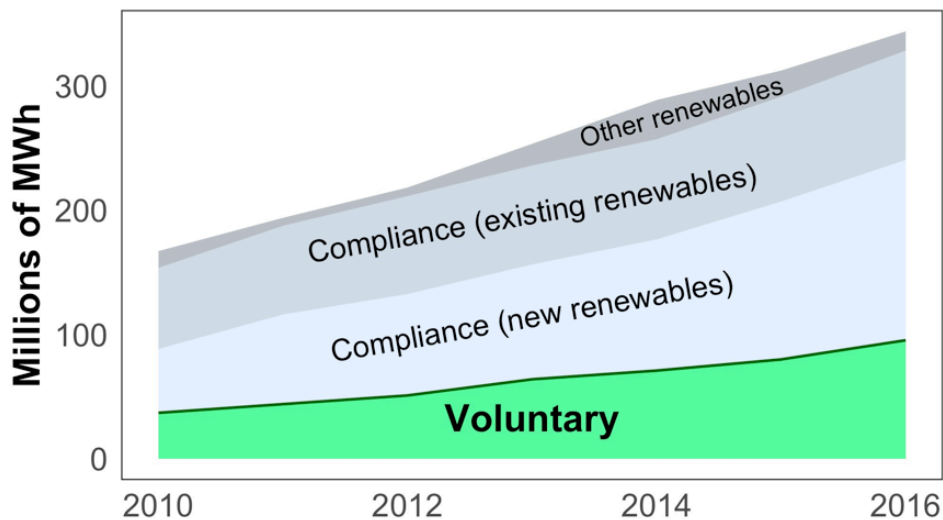 Millions of MWh
300
200
100
0
Other renewables
Compliance (existing renewables)
Compliance (new renewables)
Voluntary
2010 2012 2014 2016